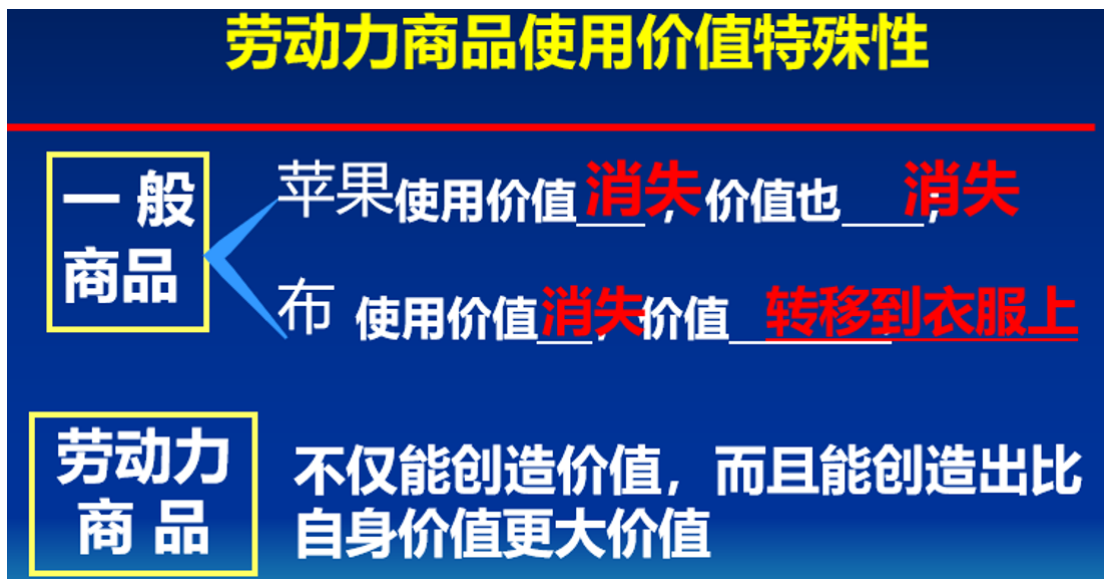 劳动力商品使用价值特殊性
一 般
商品
苹果使用价值消失，价值也___消失；
布 使用价值消失，价值转移到衣服上
劳动力
商 品
不仅能创造价值，而且能创造出比
自身价值更大价值